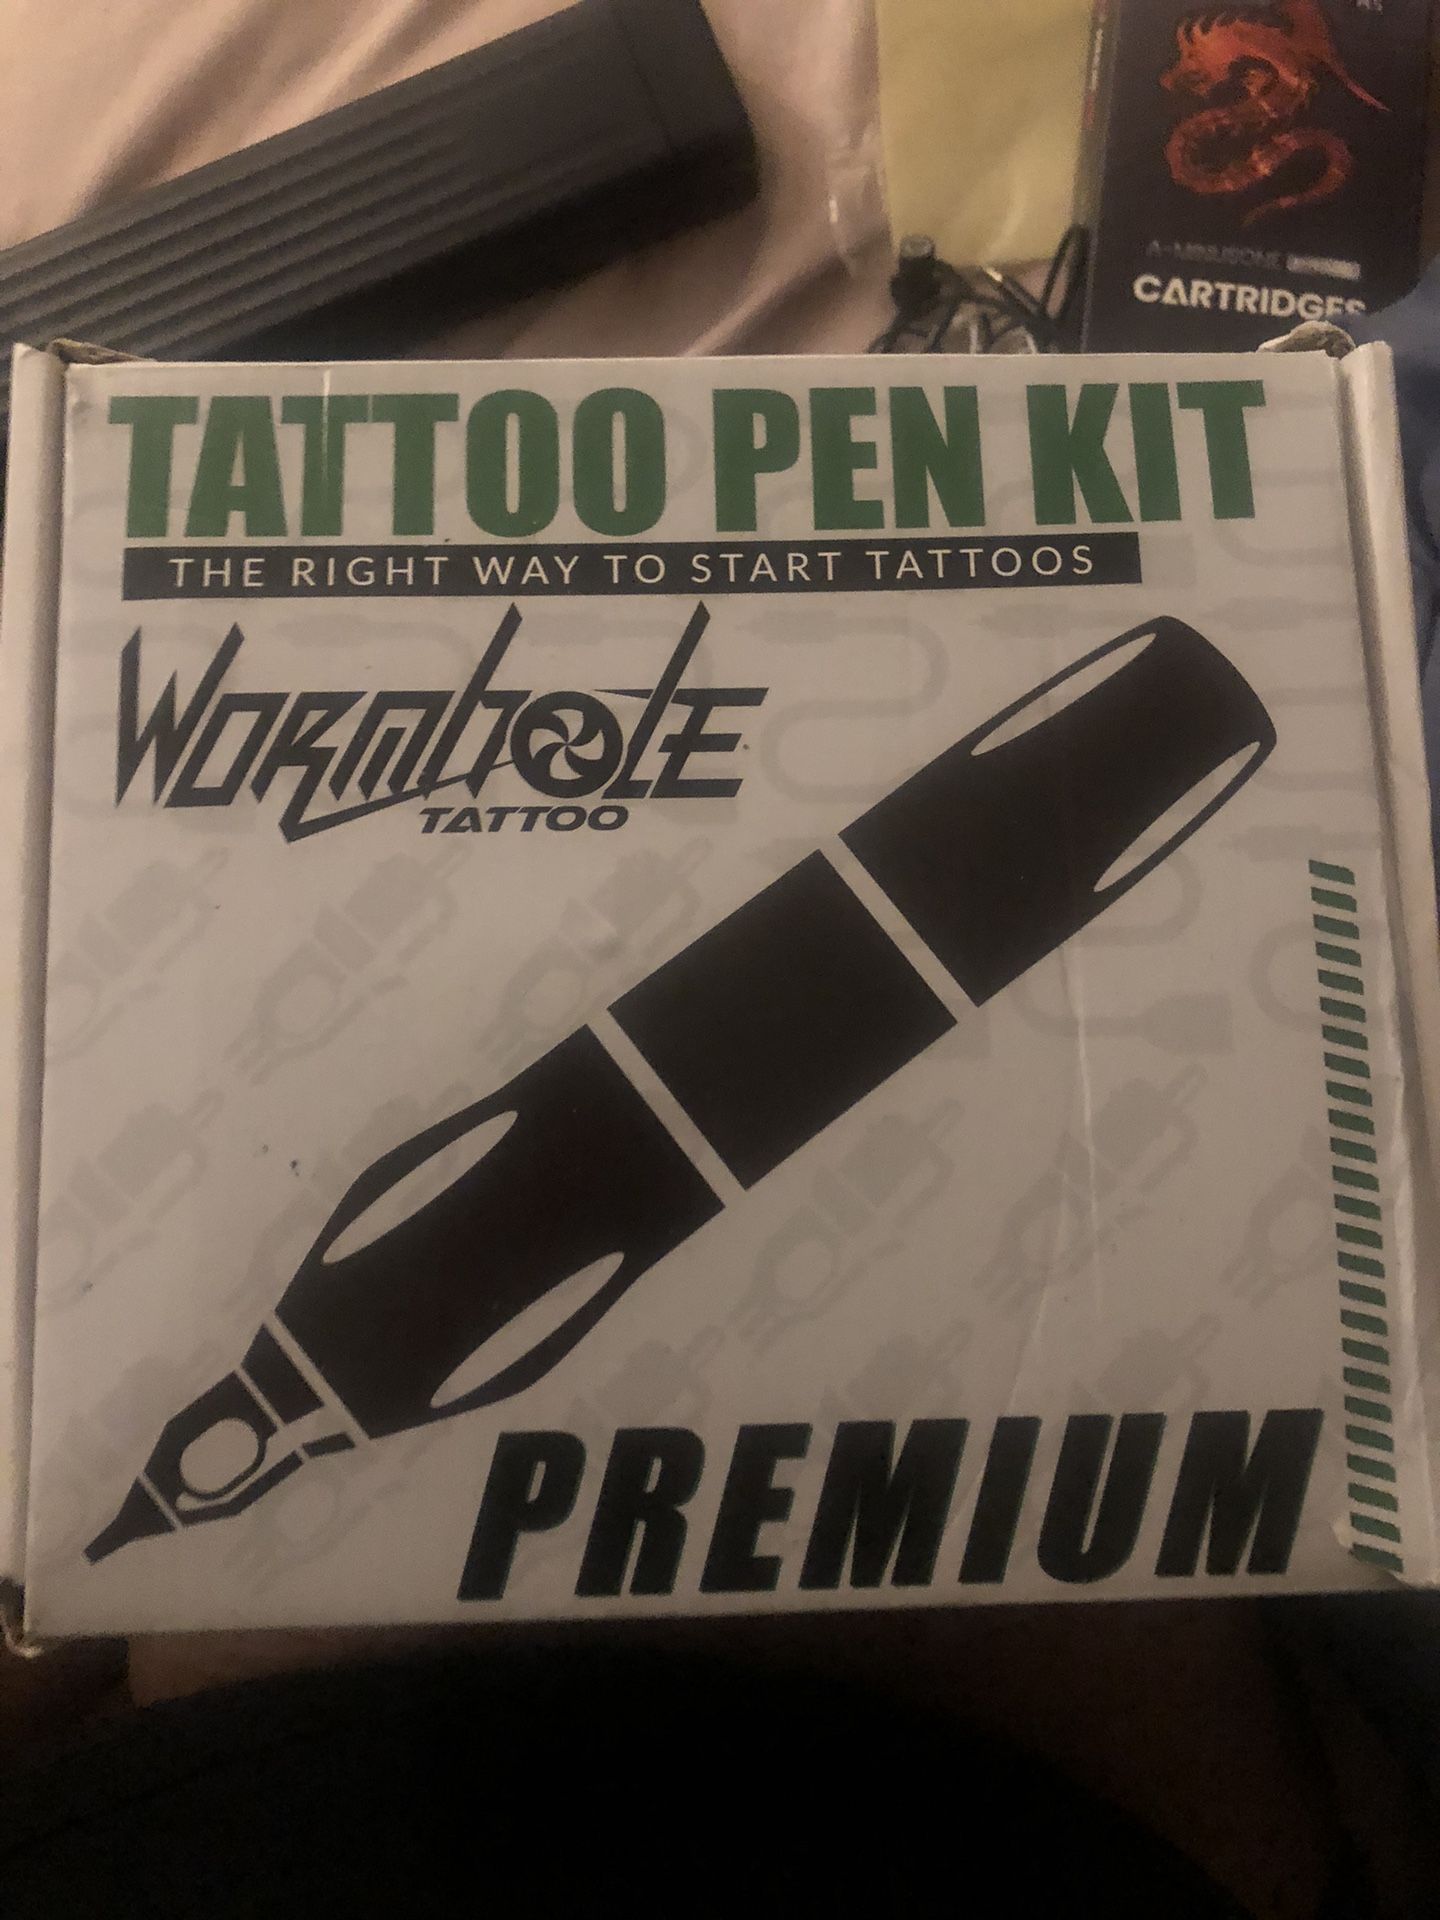 CARTRIDGES
TATTOO PEN KIT
THE RIGHT WAY TO START TATTOOS
WORMhOLE
TATTOO
PREMIUM